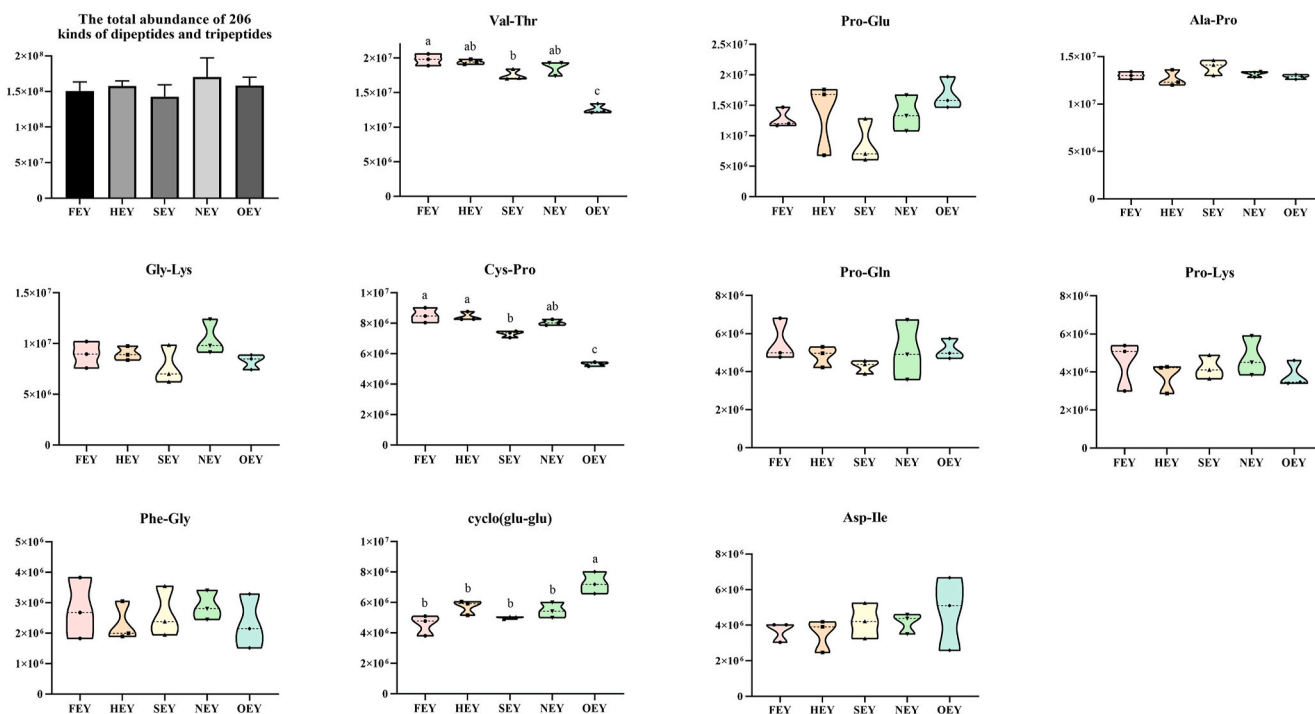 The total abundance of 206
kinds of dipeptides and tripeptides
2×10⁸
1.5×10⁸
1×10⁸
5×10⁷
0
FEY HEY SEY NEY OEY
Val-Thr
2×10⁷
1.5×10⁷
1×10⁷
5×10⁶
0
a ab b ab c
FEY HEY SEY NEY OEY
Pro-Glu
2.5×10⁷
2×10⁷
1.5×10⁷
1×10⁷
5×10⁶
0
FEY HEY SEY NEY OEY
Ala-Pro
1.5×10⁷
1×10⁷
5×10⁶
0
FEY HEY SEY NEY OEY
Gly-Lys
1.5×10⁷
1×10⁷
5×10⁶
0
FEY HEY SEY NEY OEY
Cys-Pro
1×10⁷
8×10⁶
6×10⁶
4×10⁶
2×10⁶
0
a a b ab c
FEY HEY SEY NEY OEY
Pro-Gln
8×10⁶
6×10⁶
4×10⁶
2×10⁶
0
FEY HEY SEY NEY OEY
Pro-Lys
8×10⁶
6×10⁶
4×10⁶
2×10⁶
0
FEY HEY SEY NEY OEY
Phe-Gly
5×10⁶
4×10⁶
3×10⁶
2×10⁶
1×10⁶
0
FEY HEY SEY NEY OEY
cyclo(glu-glu)
1×10⁷
8×10⁶
6×10⁶
4×10⁶
2×10⁶
0
b b b b a
FEY HEY SEY NEY OEY
Asp-Ile
8×10⁶
6×10⁶
4×10⁶
2×10⁶
0
FEY HEY SEY NEY OEY